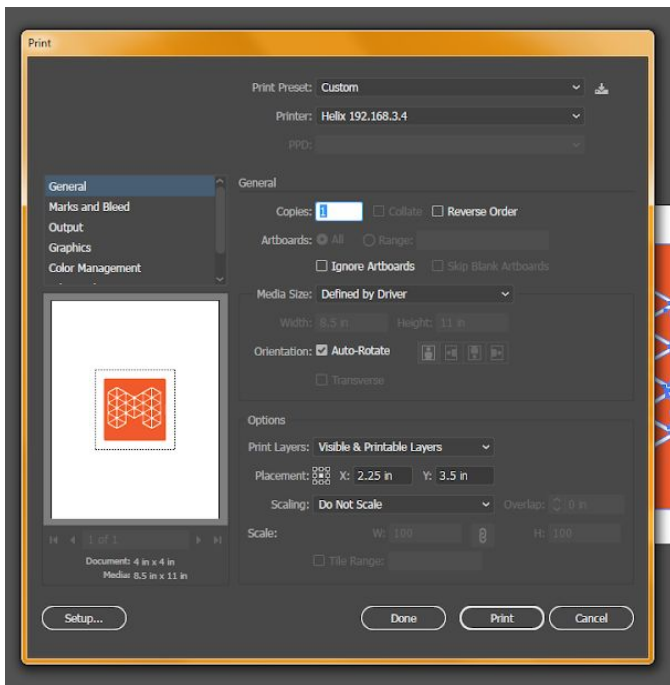 Print
Print Preset: Custom
Printer: Helix 192.168.3.4
PPD:
General
Marks and Bleed
Output
Graphics
Color Management
General
Copies: 1 Collate Reverse Order
Artboards: All Range:
Ignore Artboards Skip Blank Artboards
Media Size: Defined by Driver
Width: 8.5 in Height: 11 in
Orientation: Auto-Rotate
Transverse
Options
Print Layers: Visible & Printable Layers
Placement: X: 2.25 in Y: 3.5 in
Scaling: Do Not Scale Overlap: 0 in
Scale: W: 100 H: 100
Tile Range:
1 of 1
Document: 4 in x 4 in
Media: 8.5 in x 11 in
Setup... Done Print Cancel